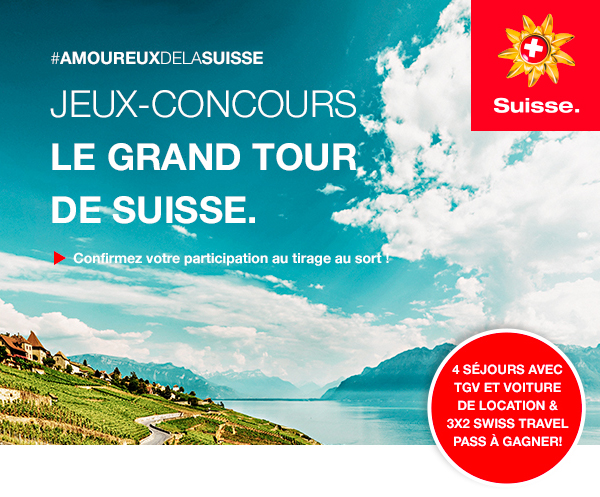 #AMOUREUXDELASUISSE
Suisse.
JEUX-CONCOURS
LE GRAND TOUR
DE SUISSE.
Confirmez votre participation au tirage au sort !
4 SÉJOURS AVEC
TGV ET VOITURE
DE LOCATION &
3X2 SWISS TRAVEL
PASS À GAGNER!